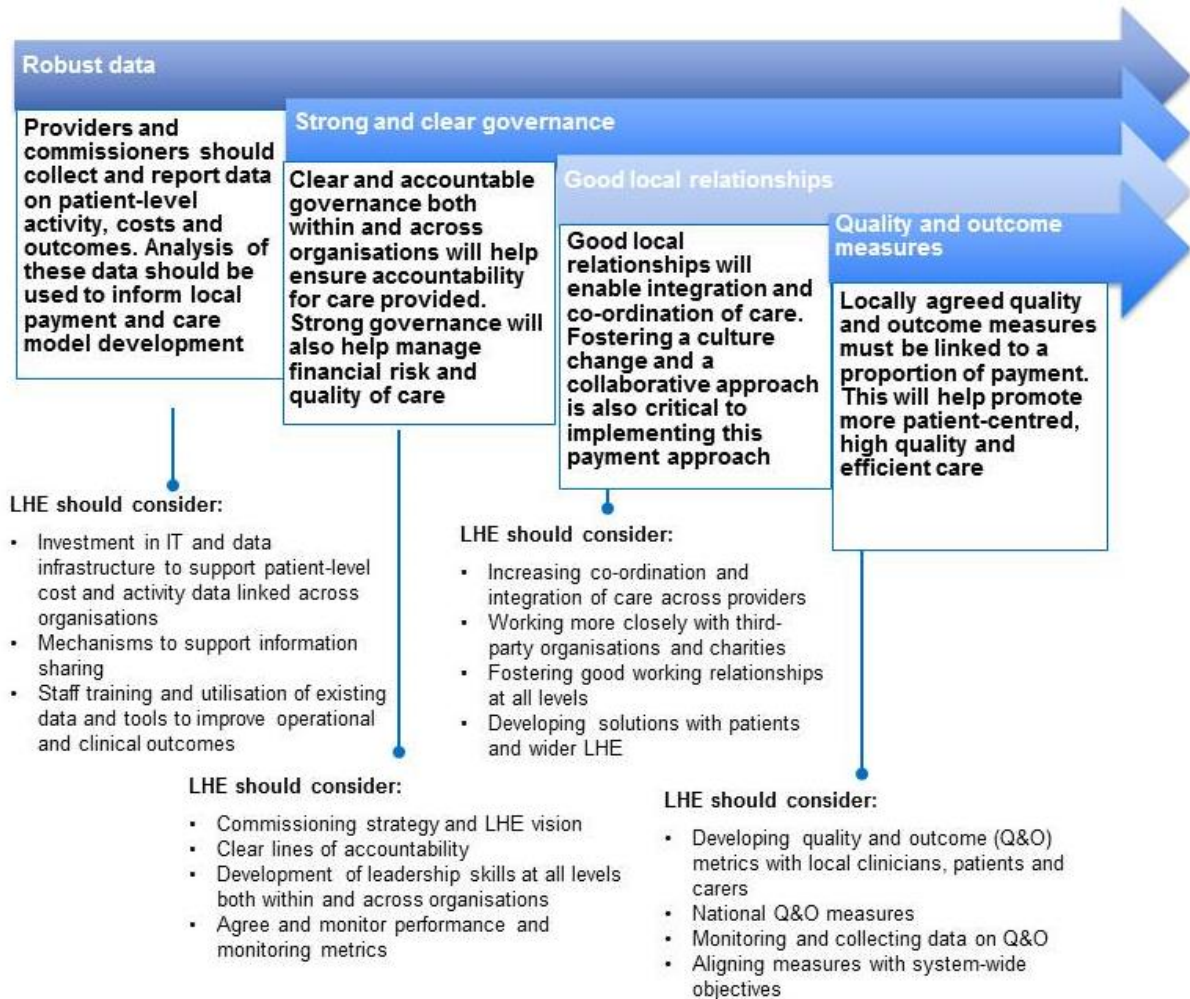 Robust data
Providers and
commissioners should
collect and report data
on patient-level
activity, costs and
outcomes. Analysis of
these data should be
used to inform local
payment and care
model development
Strong and clear governance
Clear and accountable
governance both
within and across
organisations will help
ensure accountability
for care provided.
Strong governance will
also help manage
financial risk and
quality of care
Good local relationships
Good local
relationships will
enable integration and
co-ordination of care.
Fostering a culture
change and a
collaborative approach
is also critical to
implementing this
payment approach
Quality and outcome
measures
Locally agreed quality
and outcome measures
must be linked to a
proportion of payment.
This will help promote
more patient-centred,
high quality and
efficient care
LHE should consider:
• Investment in IT and data
infrastructure to support patient-level
cost and activity data linked across
organisations
• Mechanisms to support information
sharing
• Staff training and utilisation of existing
data and tools to improve operational
and clinical outcomes
LHE should consider:
• Commissioning strategy and LHE vision
• Clear lines of accountability
• Development of leadership skills at all levels
both within and across organisations
• Agree and monitor performance and
monitoring metrics
LHE should consider:
• Increasing co-ordination and
integration of care across providers
• Working more closely with third-
party organisations and charities
• Fostering good working relationships
at all levels
• Developing solutions with patients
and wider LHE
LHE should consider:
• Developing quality and outcome (Q&O)
metrics with local clinicians, patients and
carers
• National Q&O measures
• Monitoring and collecting data on Q&O
• Aligning measures with system-wide
objectives